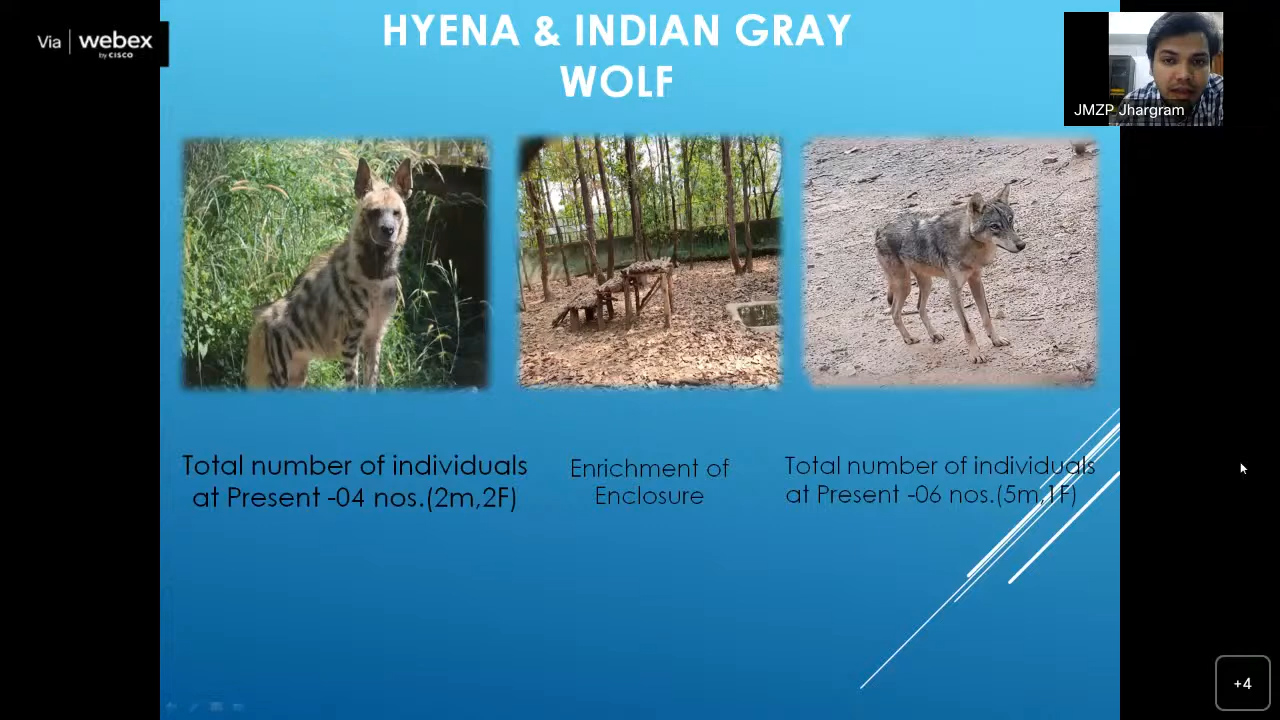 Via webex
by CISCO
HYENA & INDIAN GRAY
WOLF
JMZP Jhargram
Total number of individuals
at Present -04 nos.(2m,2F)
Enrichment of
Enclosure
Total number of individuals
at Present -06 nos.(5m,1F)
+4